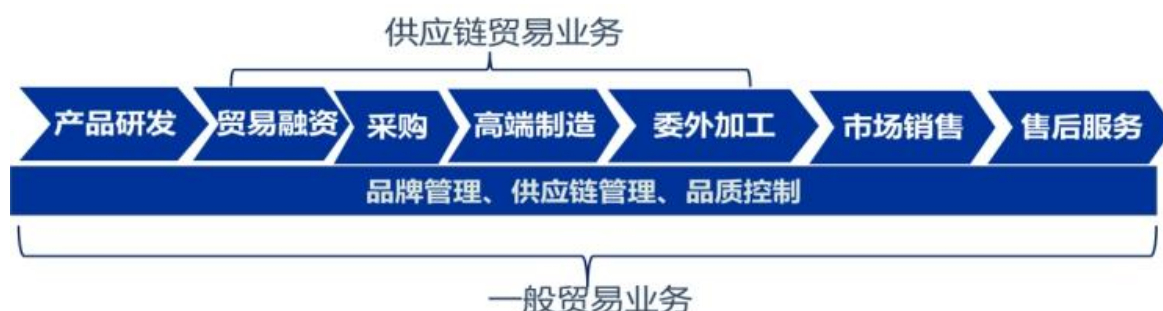 供应链贸易业务
产品研发 贸易融资 采购 高端制造 委外加工 市场销售 售后服务
品牌管理、供应链管理、品质控制
一般贸易业务